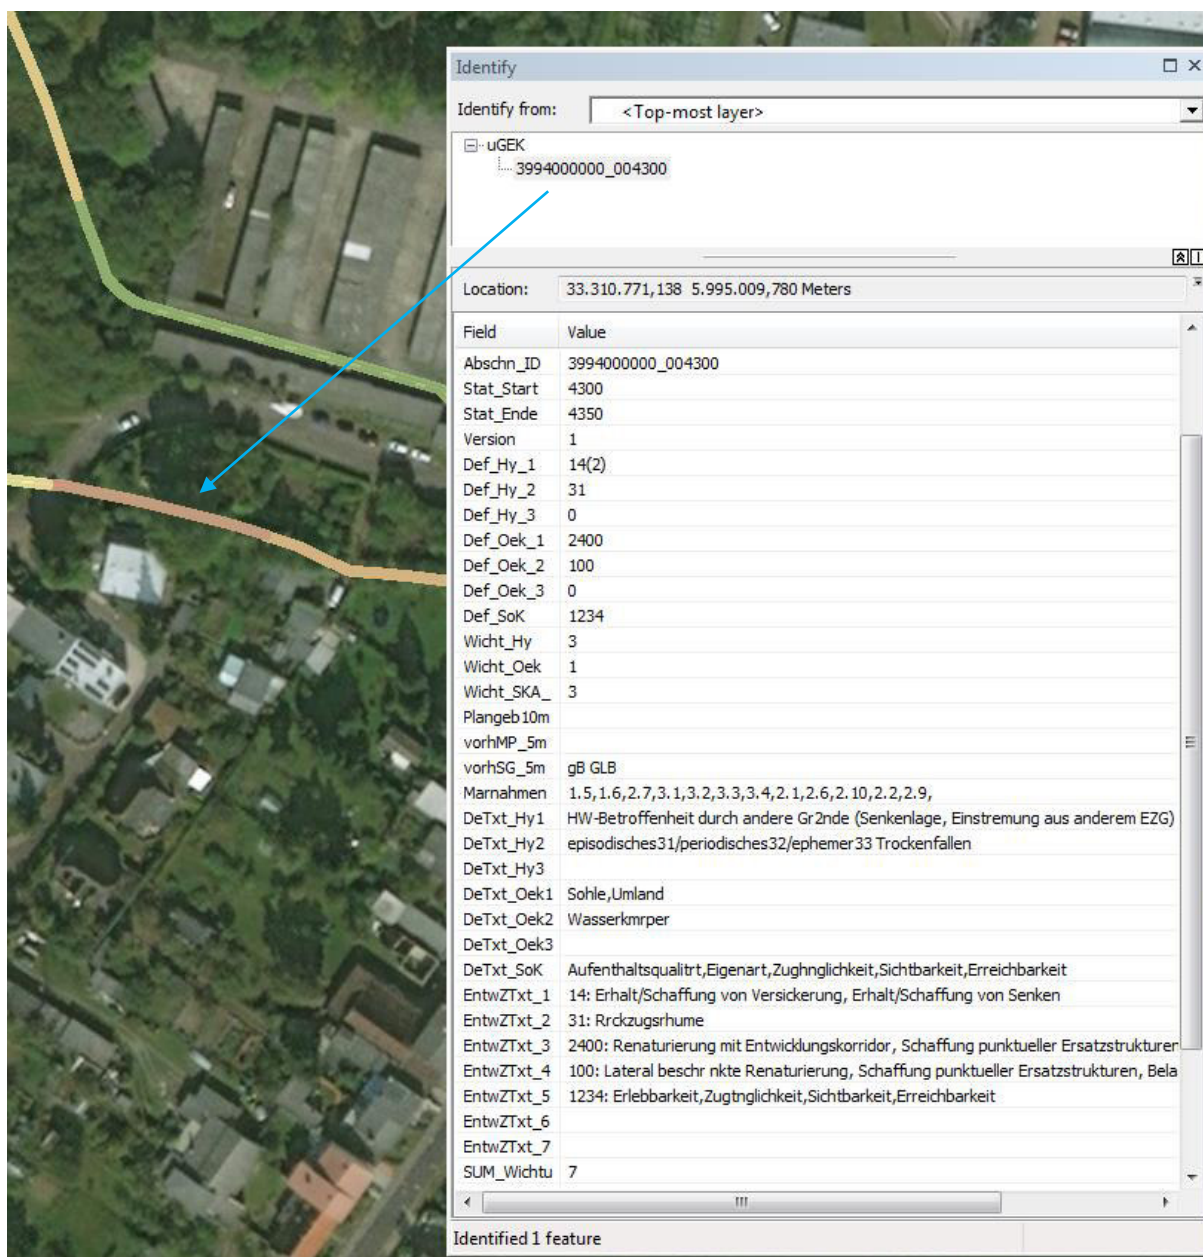 Identify
Identify from: <Top-most layer>
uGEK
3994000000_004300
Location: 33.310.771,138 5.995.009,780 Meters
Field Value
Abschn_ID 3994000000_004300
Stat_Start 4300
Stat_Ende 4350
Version 1
Def_Hy_1 14(2)
Def_Hy_2 31
Def_Hy_3 0
Def_Oek_1 2400
Def_Oek_2 100
Def_Oek_3 0
Def_SoK 1234
Wicht_Hy 3
Wicht_Oek 1
Wicht_SKA_ 3
Plangeb10m
vorhMP_5m
vorhSG_5m gB GLB
Marnahmen 1.5,1.6,2.7,3.1,3.2,3.3,3.4,2.1,2.6,2.10,2.2,2.9,
DeTxt_Hy1 HW-Betroffenheit durch andere Gr2nde (Senkenlage, Einstremung aus anderem EZG)
DeTxt_Hy2 episodisches31/periodisches32/ephemer33 Trockenfallen
DeTxt_Hy3
DeTxt_Oek1 Sohle,Umland
DeTxt_Oek2 Wasserkmrper
DeTxt_Oek3
DeTxt_SoK Aufenthaltsqualitrt,Eigenart,Zughnglichkeit,Sichtbarkeit,Erreichbarkeit
EntwZTxt_1 14: Erhalt/Schaffung von Versickerung, Erhalt/Schaffung von Senken
EntwZTxt_2 31: Rrckzugsrhume
EntwZTxt_3 2400: Renaturierung mit Entwicklungskorridor, Schaffung punktueller Ersatzstrukturen
EntwZTxt_4 100: Lateral beschr nkte Renaturierung, Schaffung punktueller Ersatzstrukturen, Bela
EntwZTxt_5 1234: Erlebbarkeit,Zugtnglichkeit,Sichtbarkeit,Erreichbarkeit
EntwZTxt_6
EntwZTxt_7
SUM_Wichtu 7
Identified 1 feature